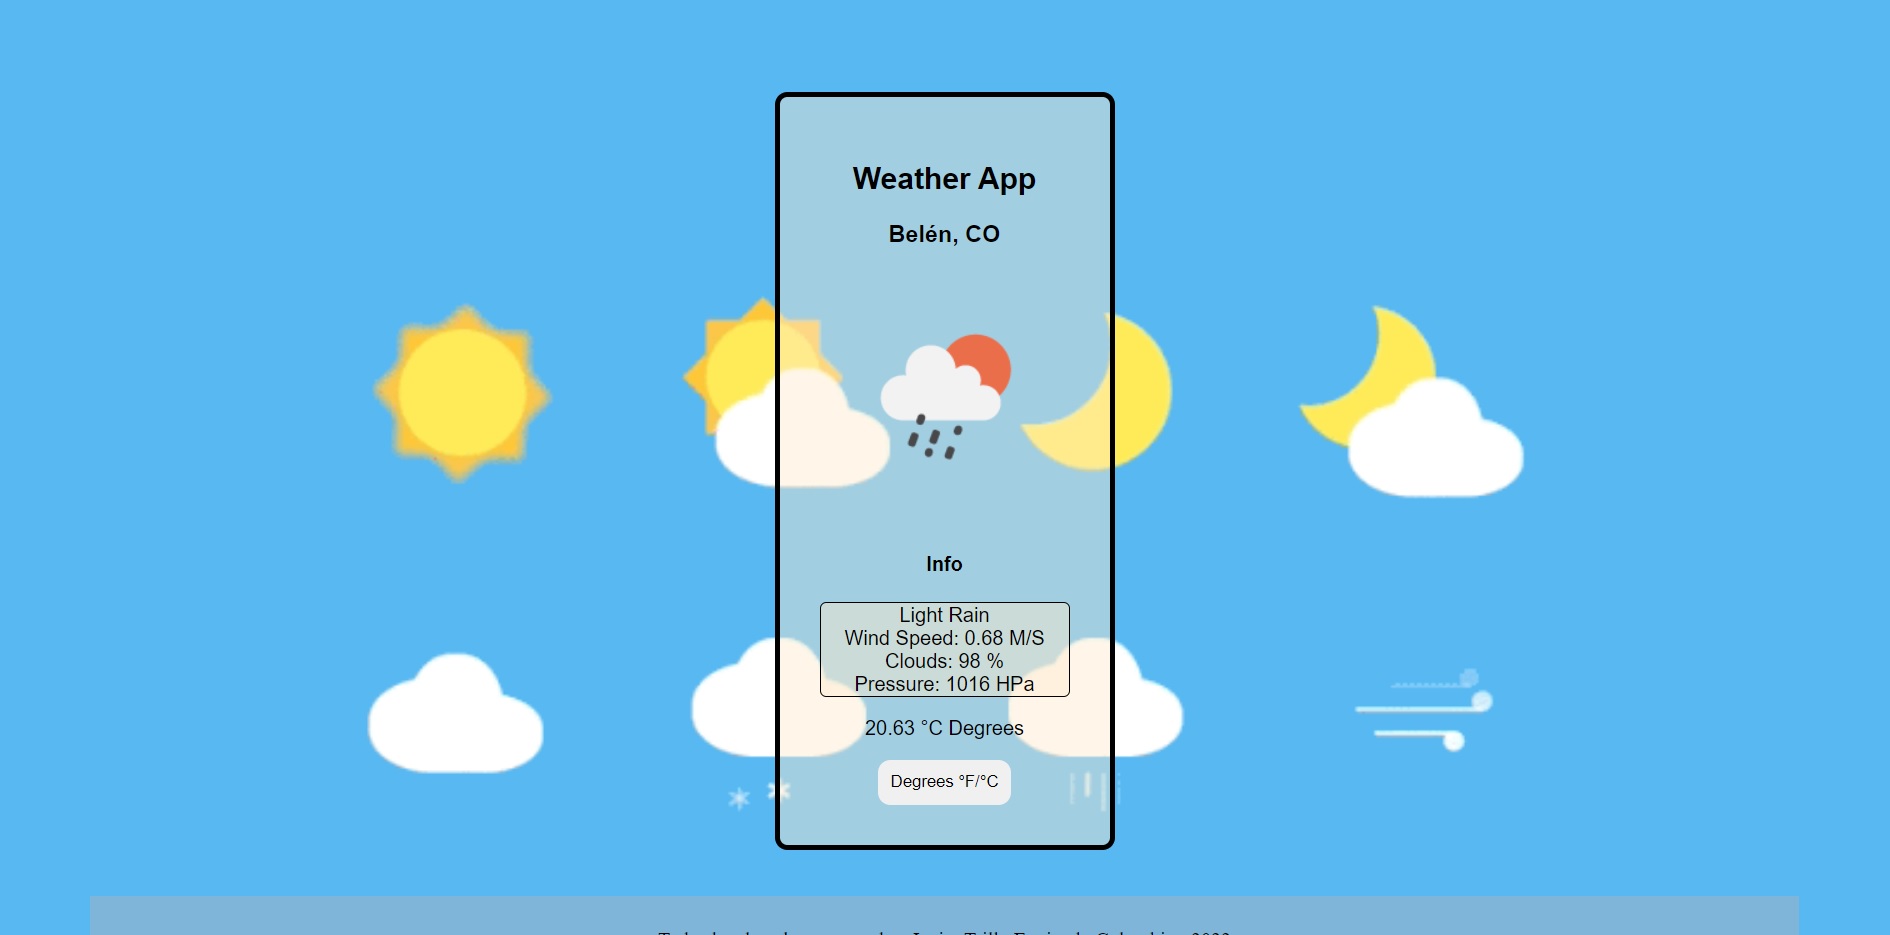 Weather App
Belén, CO
Info
Light Rain
Wind Speed: 0.68 M/S
Clouds: 98 %
Pressure: 1016 HPa
20.63 °C Degrees
Degrees °F/°C